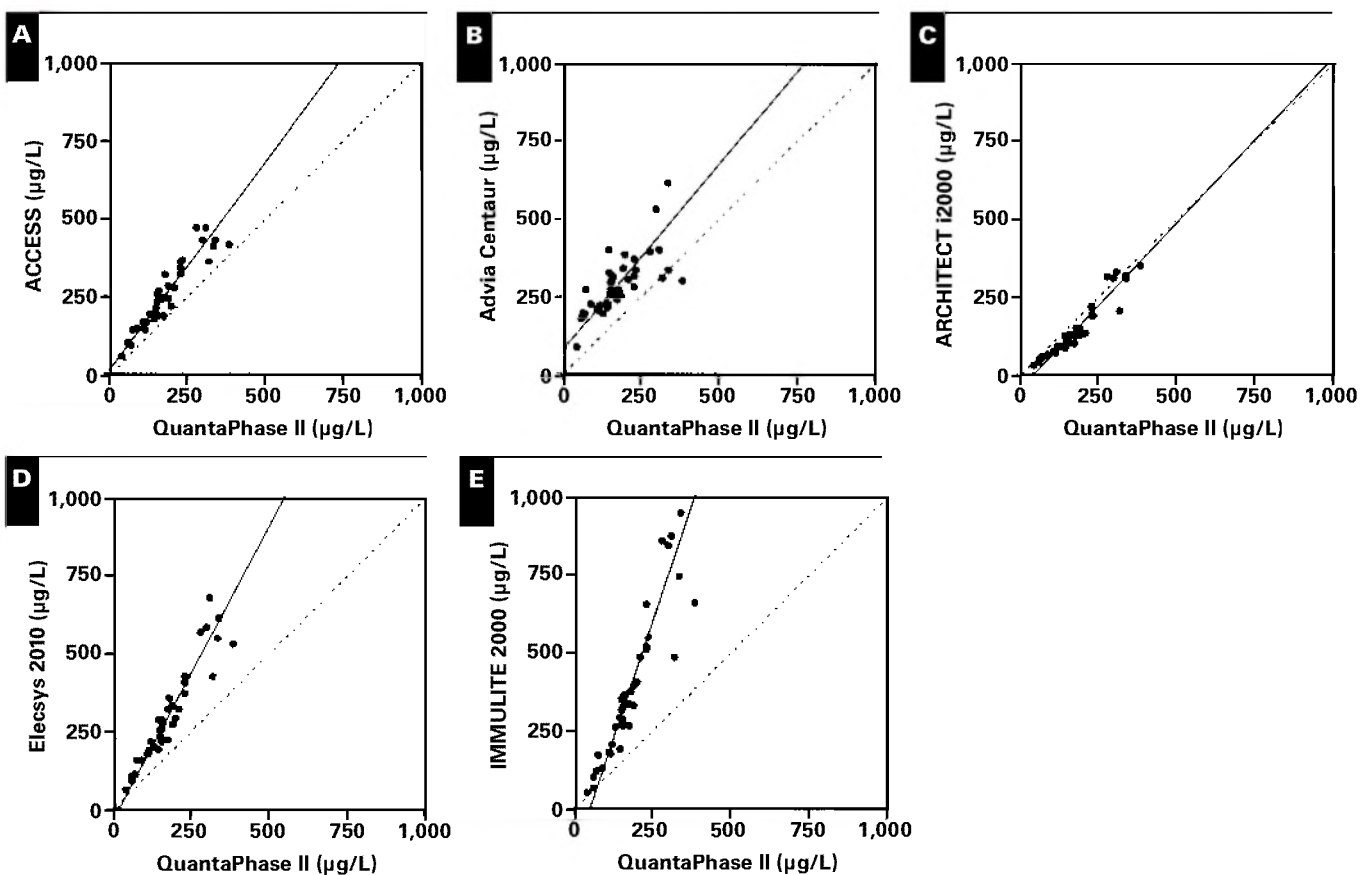 A
ACCESS (µg/L)
1,000
750
500
250
0
0 250 500 750 1,000
QuantaPhase II (µg/L)
B
Advia Centaur (µg/L)
1,000
750
500
250
0
0 250 500 750 1,000
QuantaPhase II (µg/L)
C
ARCHITECT i2000 (µg/L)
1,000
750
500
250
0
0 250 500 750 1,000
QuantaPhase II (µg/L)
D
Elecsys 2010 (µg/L)
1,000
750
500
250
0
0 250 500 750 1,000
QuantaPhase II (µg/L)
E
IMMULITE 2000 (µg/L)
1,000
750
500
250
0
0 250 500 750 1,000
QuantaPhase II (µg/L)